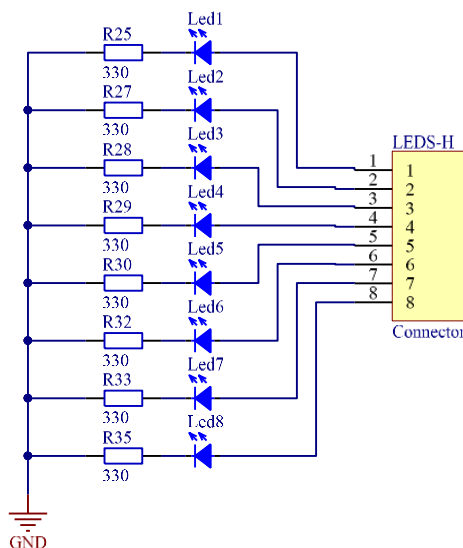 R25
330
Led1
R27
330
Led2
R28
330
Led3
R29
330
Led4
R30
330
Led5
R32
330
Led6
R33
330
Led7
R35
330
Led8
GND
LEDS-H
1 1
2 2
3 3
4 4
5 5
6 6
7 7
8 8
Connector